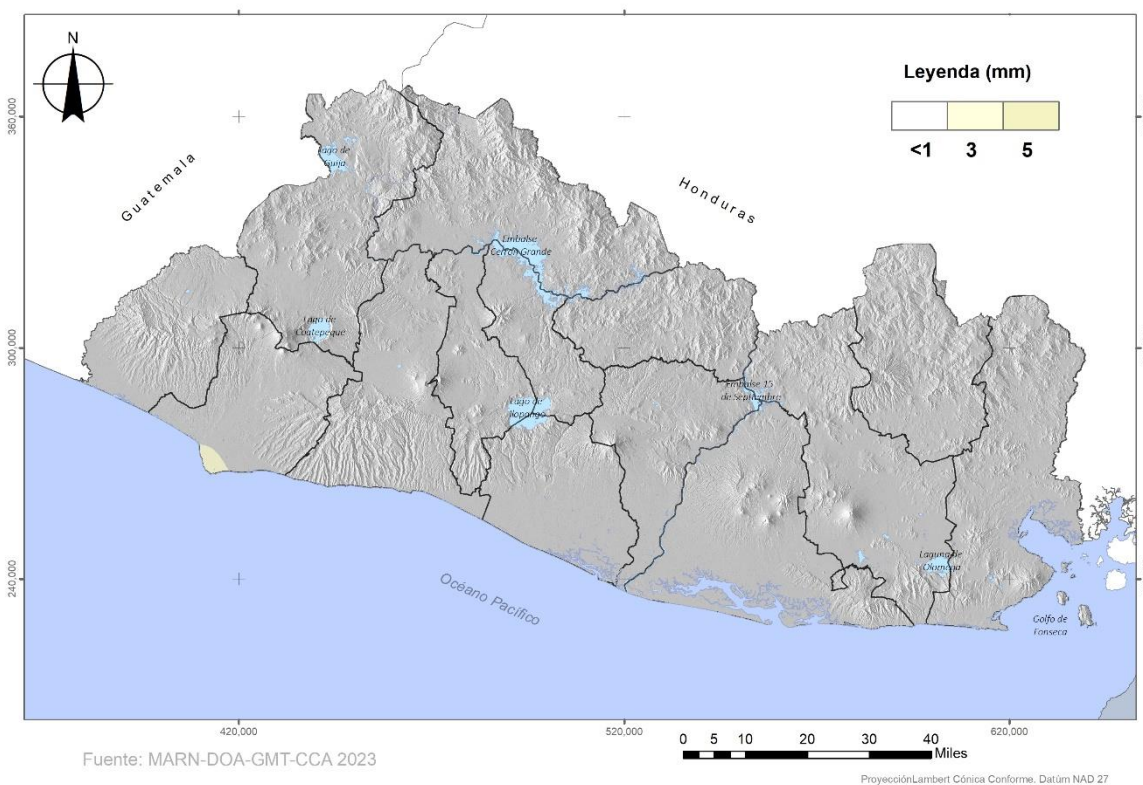 N
Leyenda (mm)
<1 3 5
360,000
300,000
240,000
Guatemala
Honduras
Lago de
Guija
Embalse
Cerrón Grande
Lago de
Coatepeque
Lago de
Ilopango
Embalse 15
de Septiembre
Laguna de
Olomega
Golfo de
Fonseca
Océano Pacífico
420,000 520,000 620,000
0 5 10 20 30 40
Miles
Fuente: MARN-DOA-GMT-CCA 2023
ProyecciónLambert Cónica Conforme. Datúm NAD 27